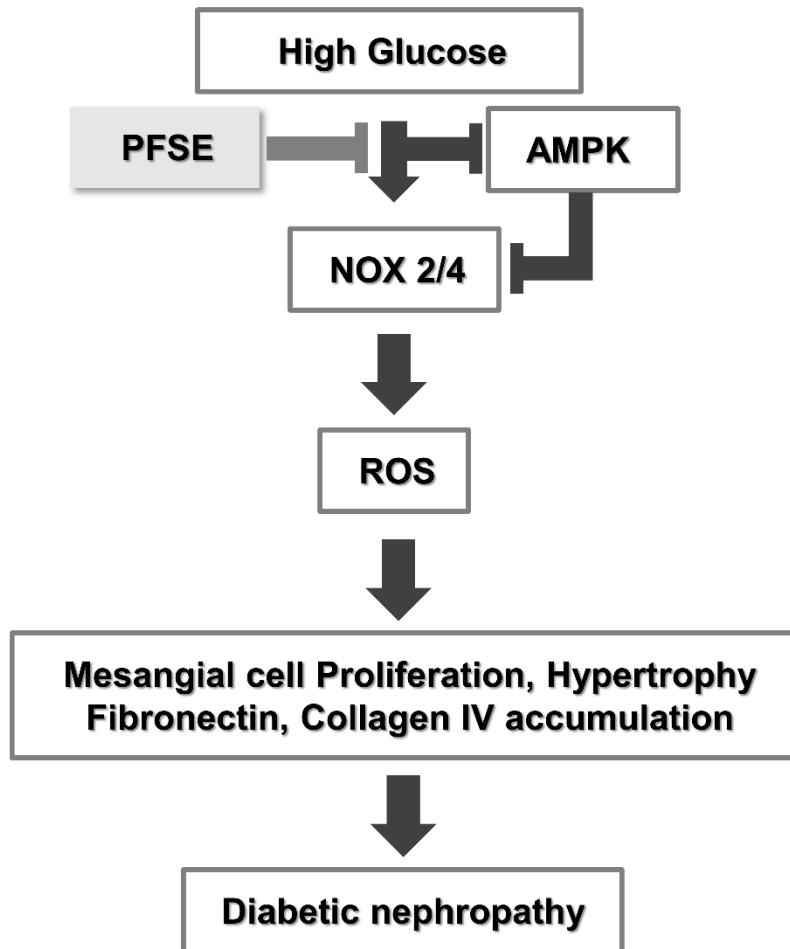 High Glucose
PFSE
AMPK
NOX 2/4
ROS
Mesangial cell Proliferation, Hypertrophy
Fibronectin, Collagen IV accumulation
Diabetic nephropathy